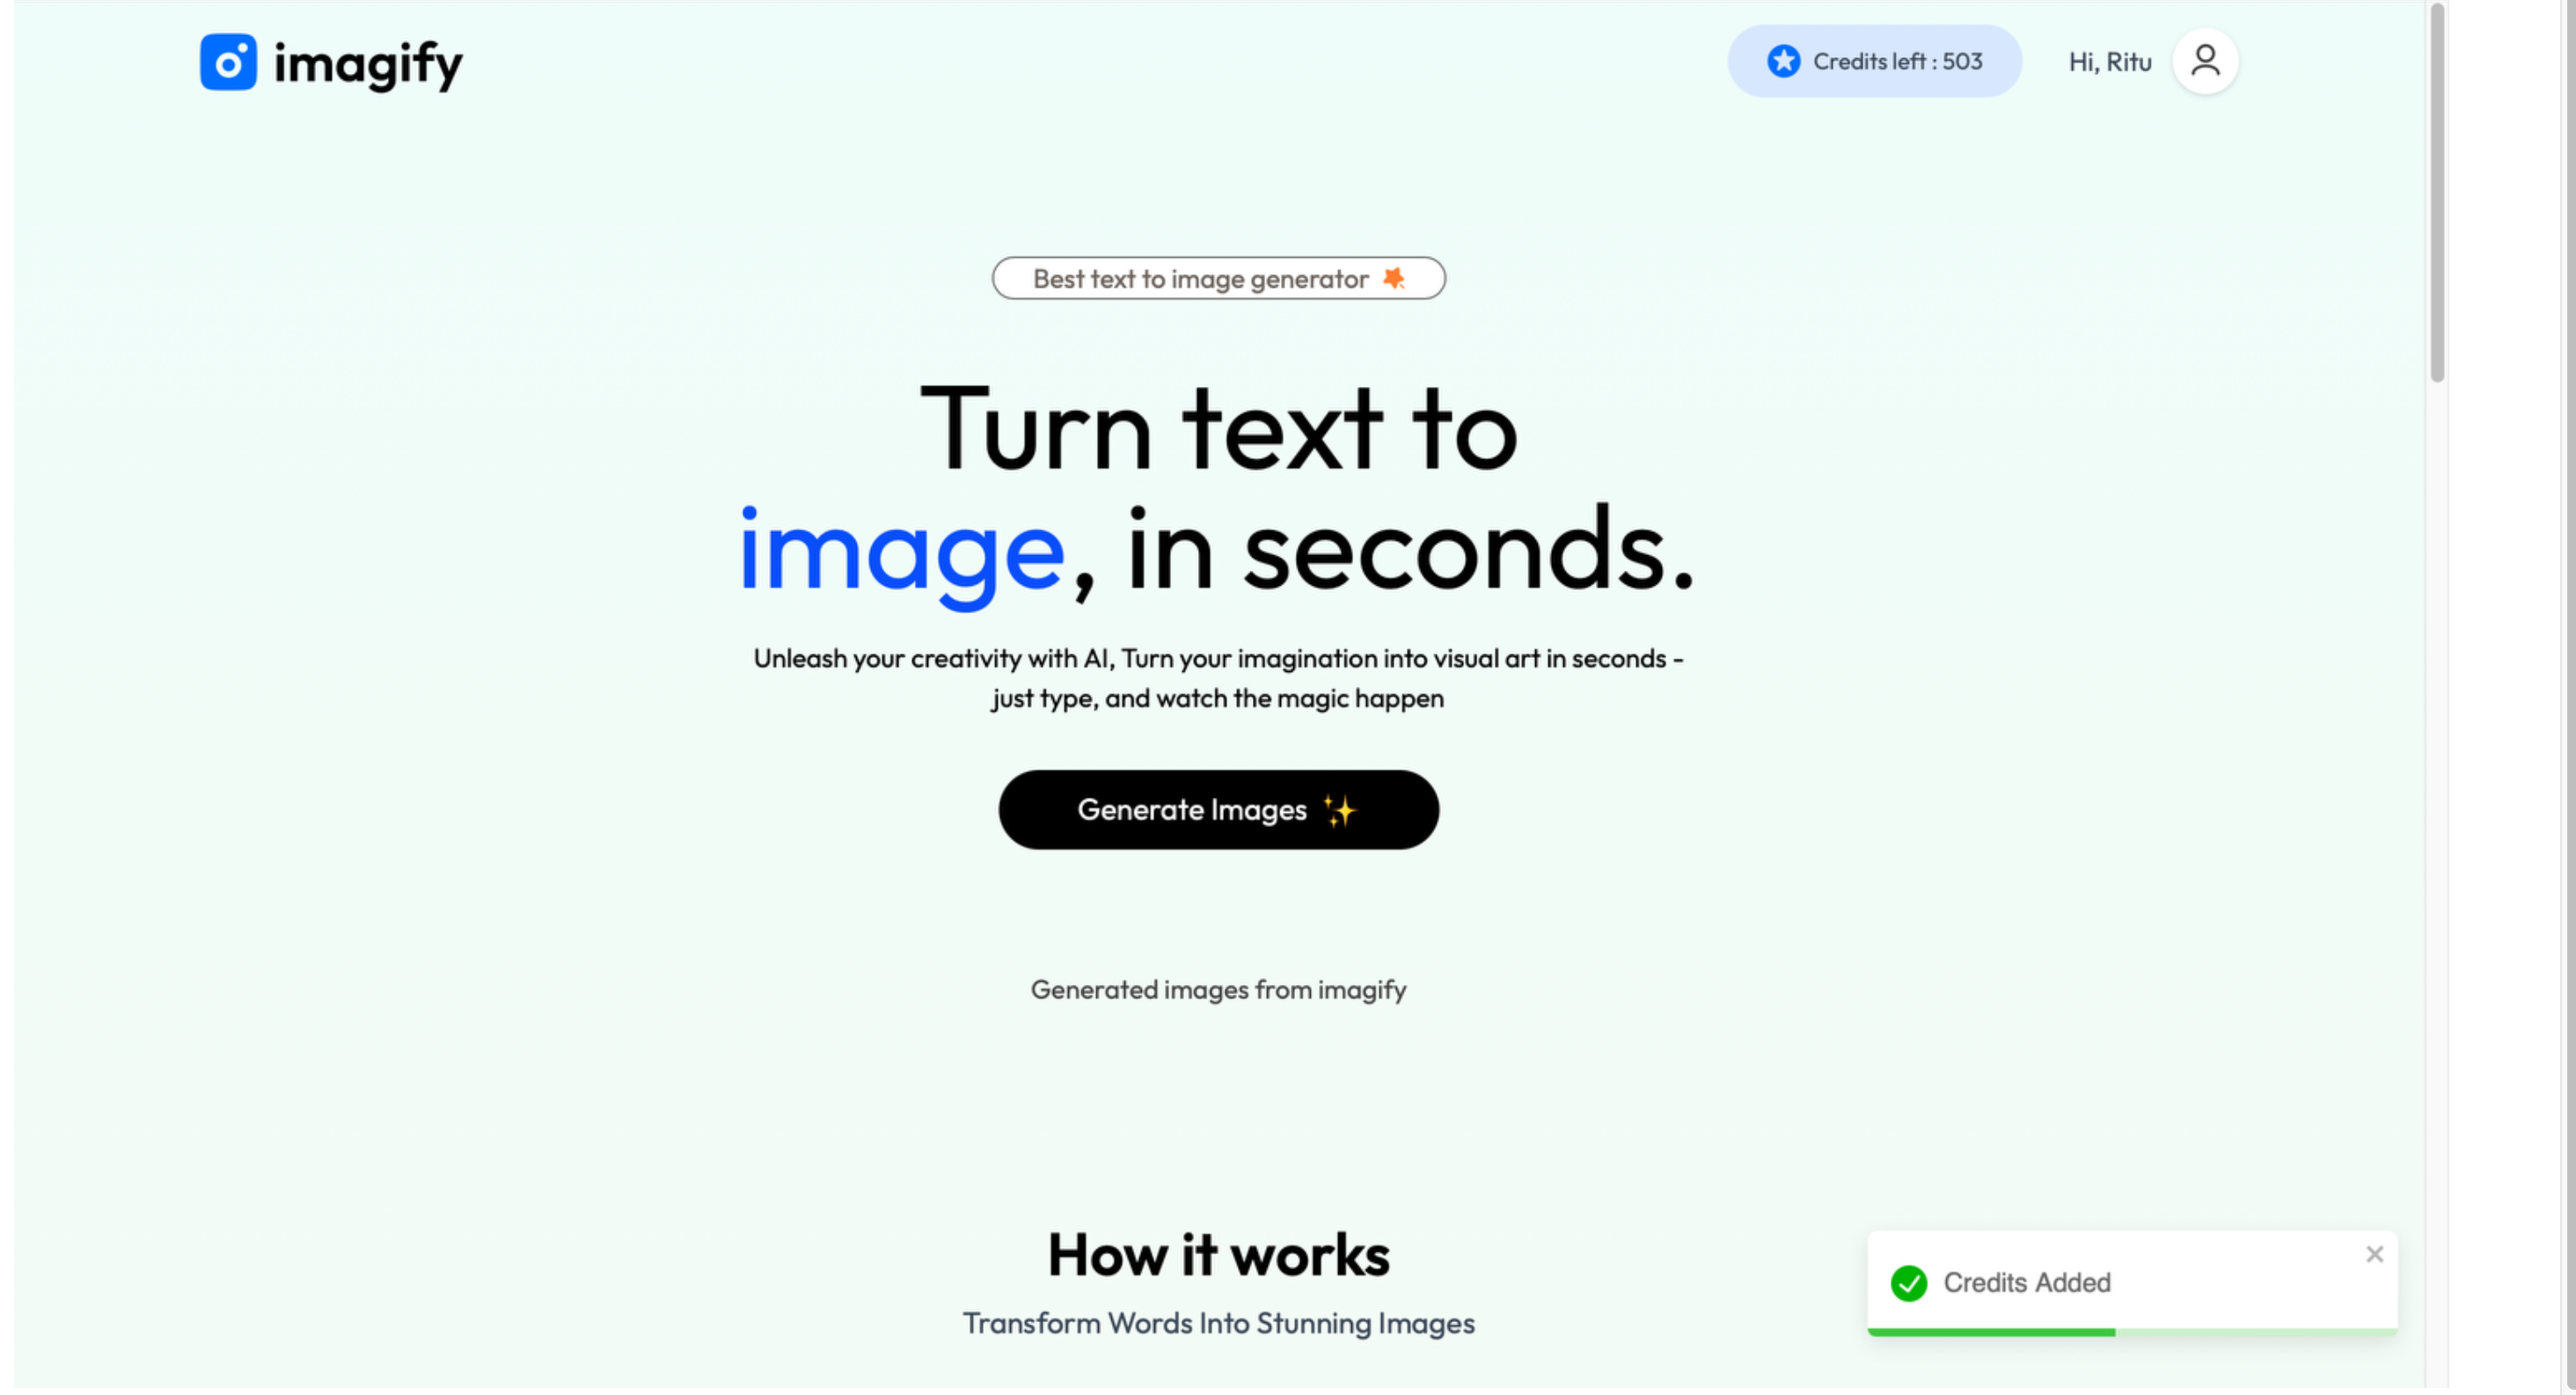 imagify
Credits left : 503
Hi, Ritu
Best text to image generator
Turn text to
image, in seconds.
Unleash your creativity with AI, Turn your imagination into visual art in seconds -
just type, and watch the magic happen
Generate Images ✨
Generated images from imagify
How it works
Transform Words Into Stunning Images
Credits Added